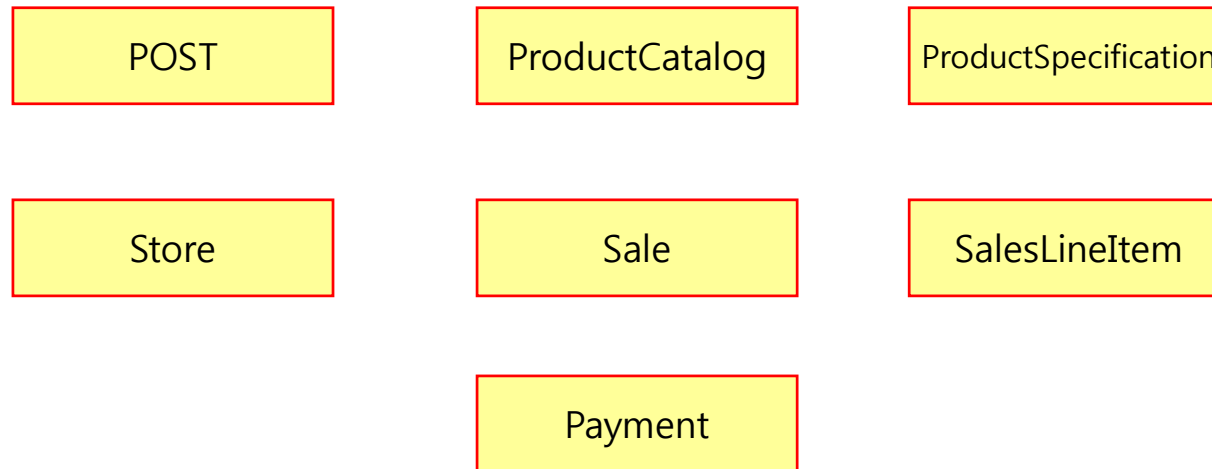 POST
ProductCatalog
ProductSpecification
Store
Sale
SalesLineItem
Payment